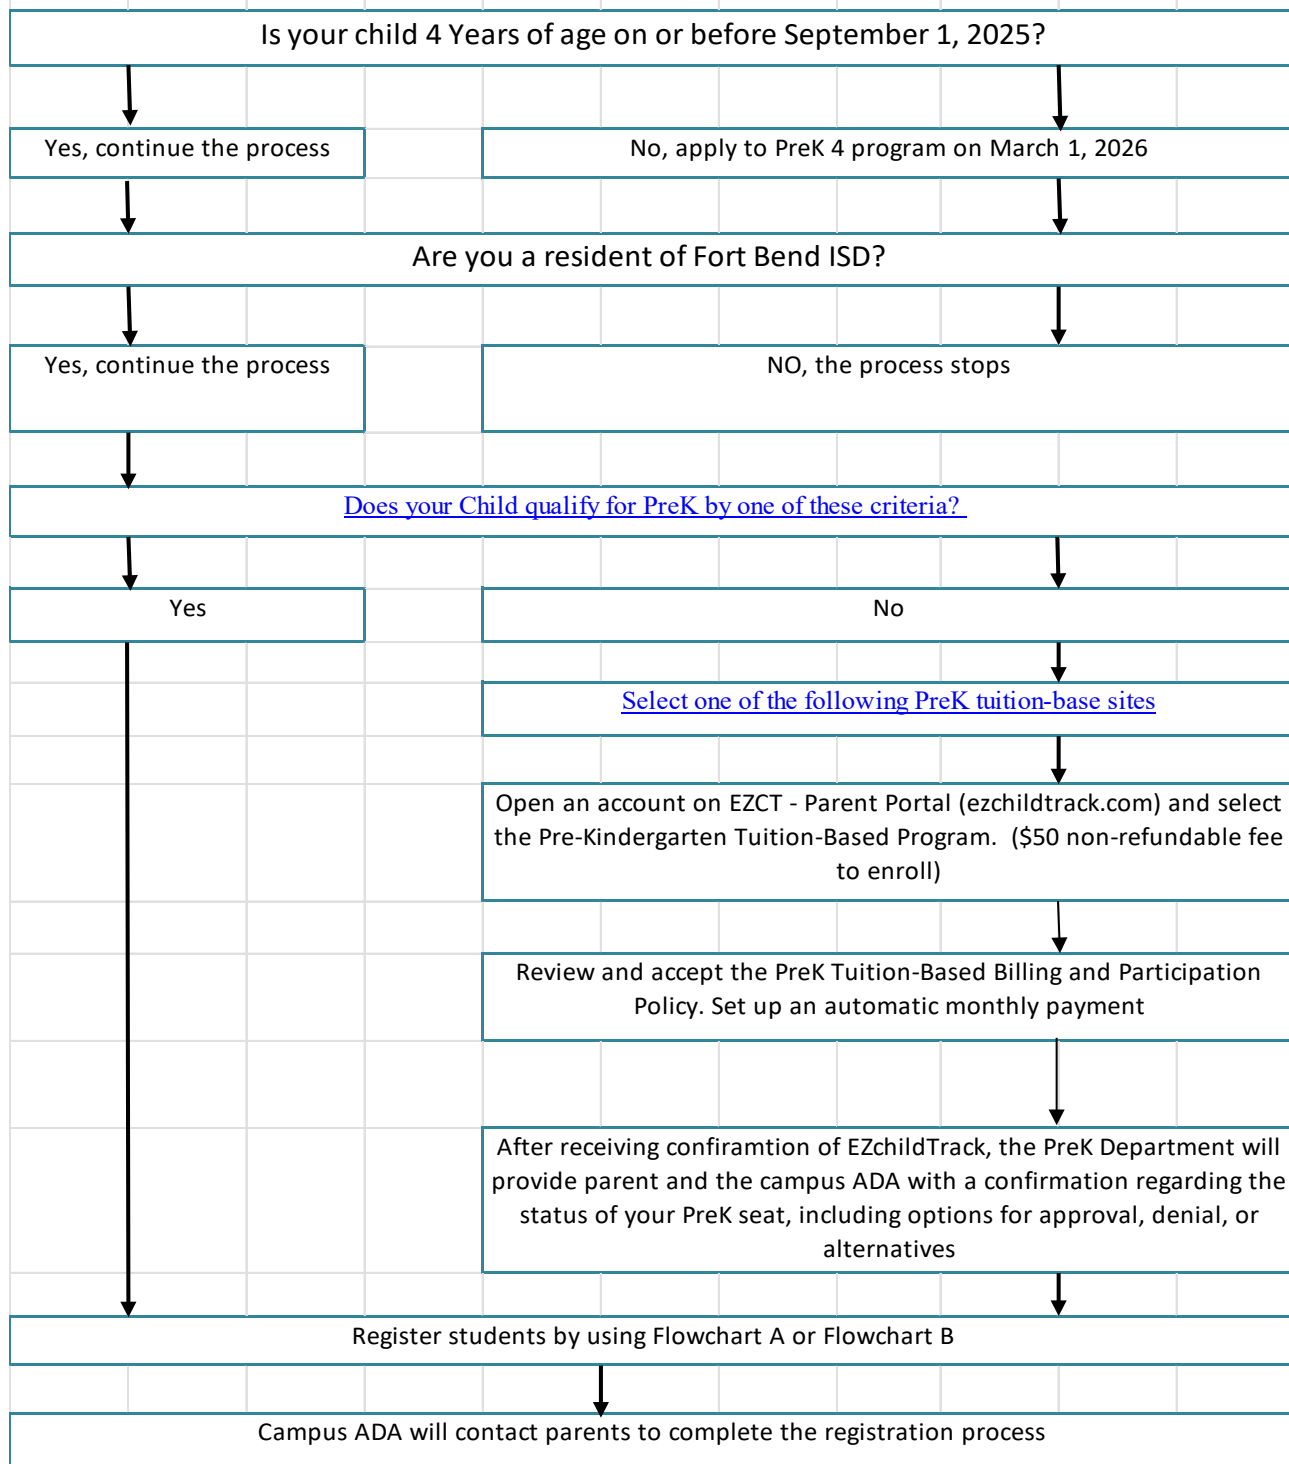 Is your child 4 Years of age on or before September 1, 2025?
Yes, continue the process
No, apply to PreK 4 program on March 1, 2026
Are you a resident of Fort Bend ISD?
Yes, continue the process
NO, the process stops
Does your Child qualify for PreK by one of these criteria?
Yes
No
Select one of the following PreK tuition-base sites
Open an account on EZCT - Parent Portal (ezchildtrack.com) and select
the Pre-Kindergarten Tuition-Based Program.  ($50 non-refundable fee
to enroll)
Review and accept the PreK Tuition-Based Billing and Participation
Policy. Set up an automatic monthly payment
After receiving confiramtion of EZchildTrack, the PreK Department will
provide parent and the campus ADA with a confirmation regarding the
status of your PreK seat, including options for approval, denial, or
alternatives
Register students by using Flowchart A or Flowchart B
Campus ADA will contact parents to complete the registration process